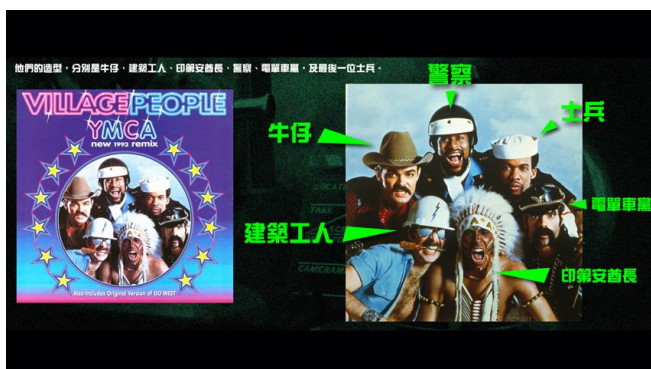 他們的造型，分別是牛仔、建築工人、印第安酋長、警察、電單車黨，及最後一位士兵。
VILLAGE PEOPLE
YMCA
new 1993 remix
Also Includes Original Version of GO WEST
警察
士兵
牛仔
電單車黨
建築工人
印第安酋長
CAMERAMAN